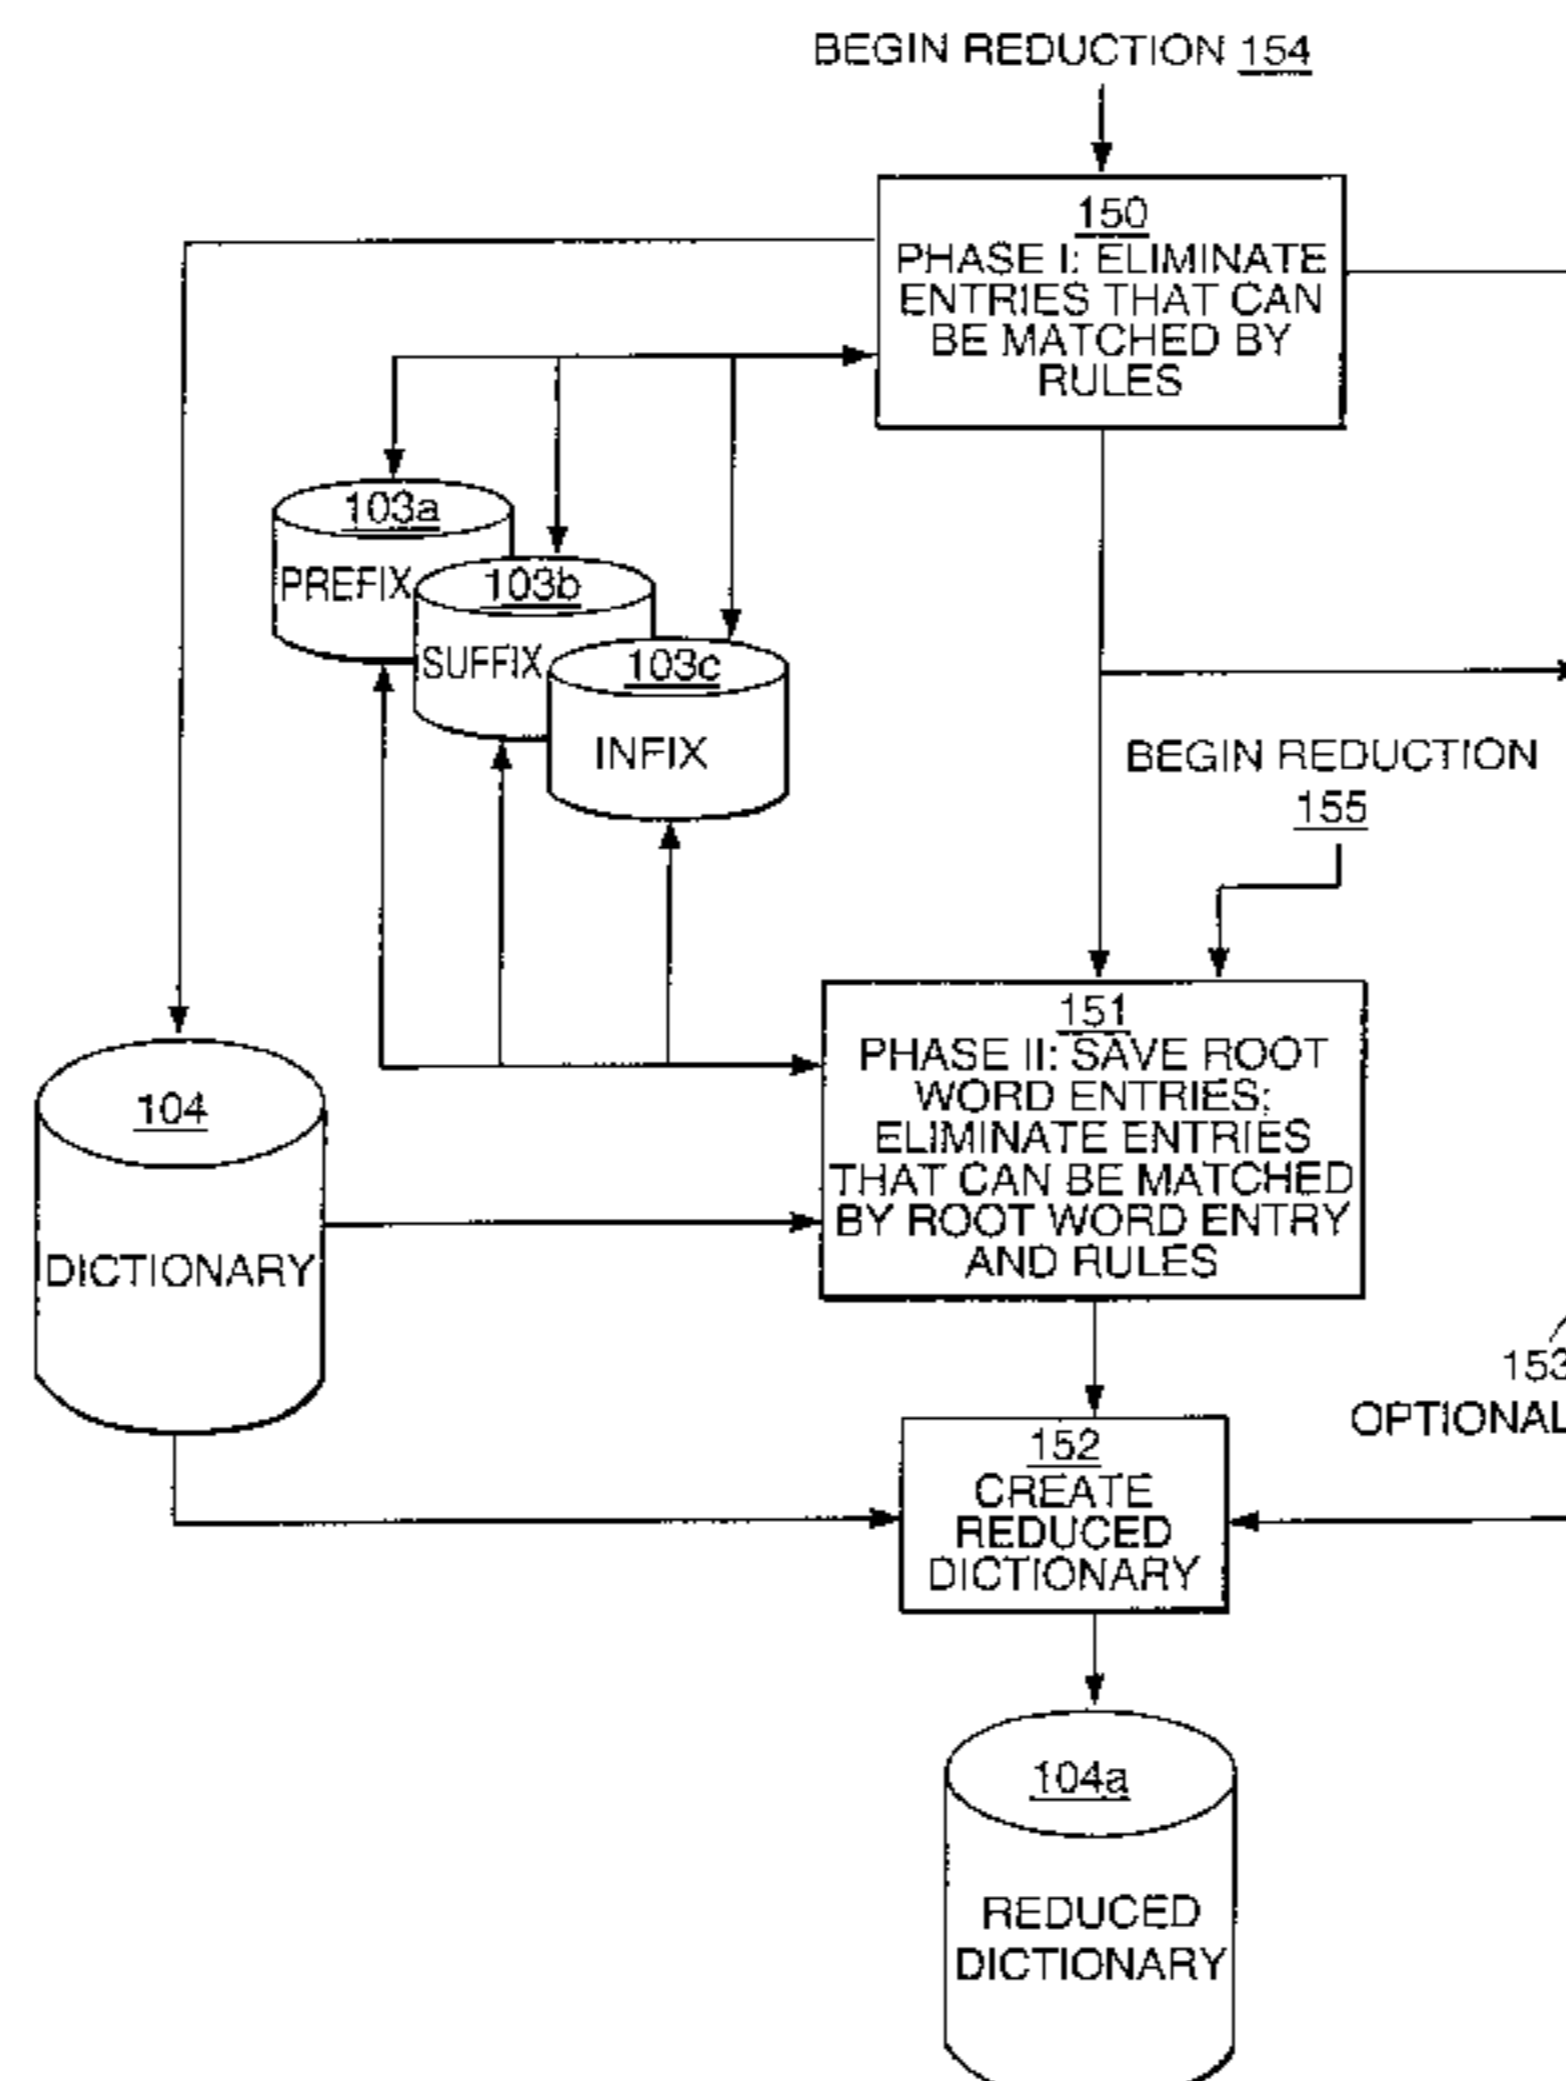 BEGIN REDUCTION 154
150
PHASE I: ELIMINATE
ENTRIES THAT CAN
BE MATCHED BY
RULES
103a
PREFIX
103b
SUFFIX
103c
INFIX
BEGIN REDUCTION
155
151
PHASE II: SAVE ROOT
WORD ENTRIES;
ELIMINATE ENTRIES
THAT CAN BE MATCHED
BY ROOT WORD ENTRY
AND RULES
104
DICTIONARY
153
OPTIONAL
152
CREATE
REDUCED
DICTIONARY
104a
REDUCED
DICTIONARY